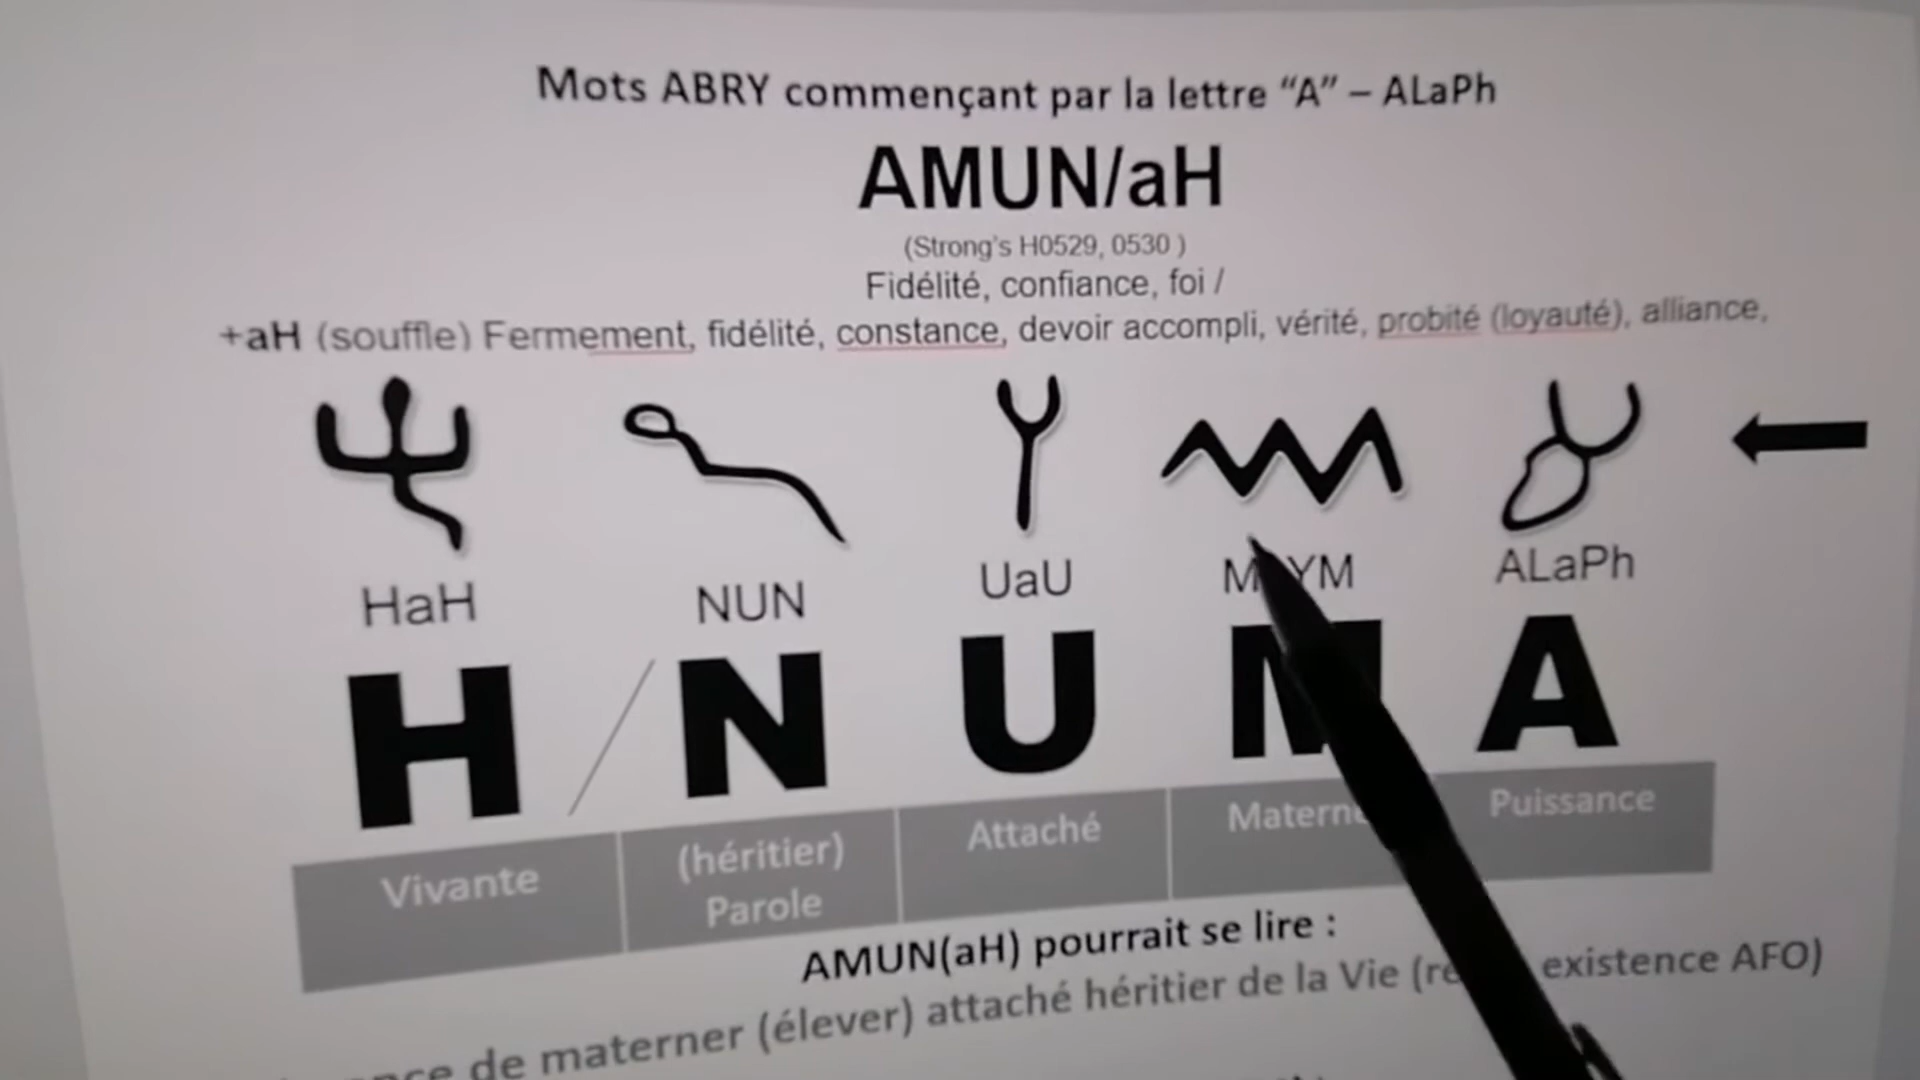 Mots ABRY commençant par la lettre “A” – ALaPh
AMUN/aH
(Strong's H0529, 0530 )
Fidélité, confiance, foi /
+aH (souffle) Fermement, fidélité, constance, devoir accompli, vérité, probité (loyauté), alliance,
HaH NUN UaU ALaPh
H / N U M A
Vivante (héritier) Parole Attaché Puissance
AMUN(aH) pourrait se lire :
de materner (élever) attaché héritier de la Vie existence AFO)